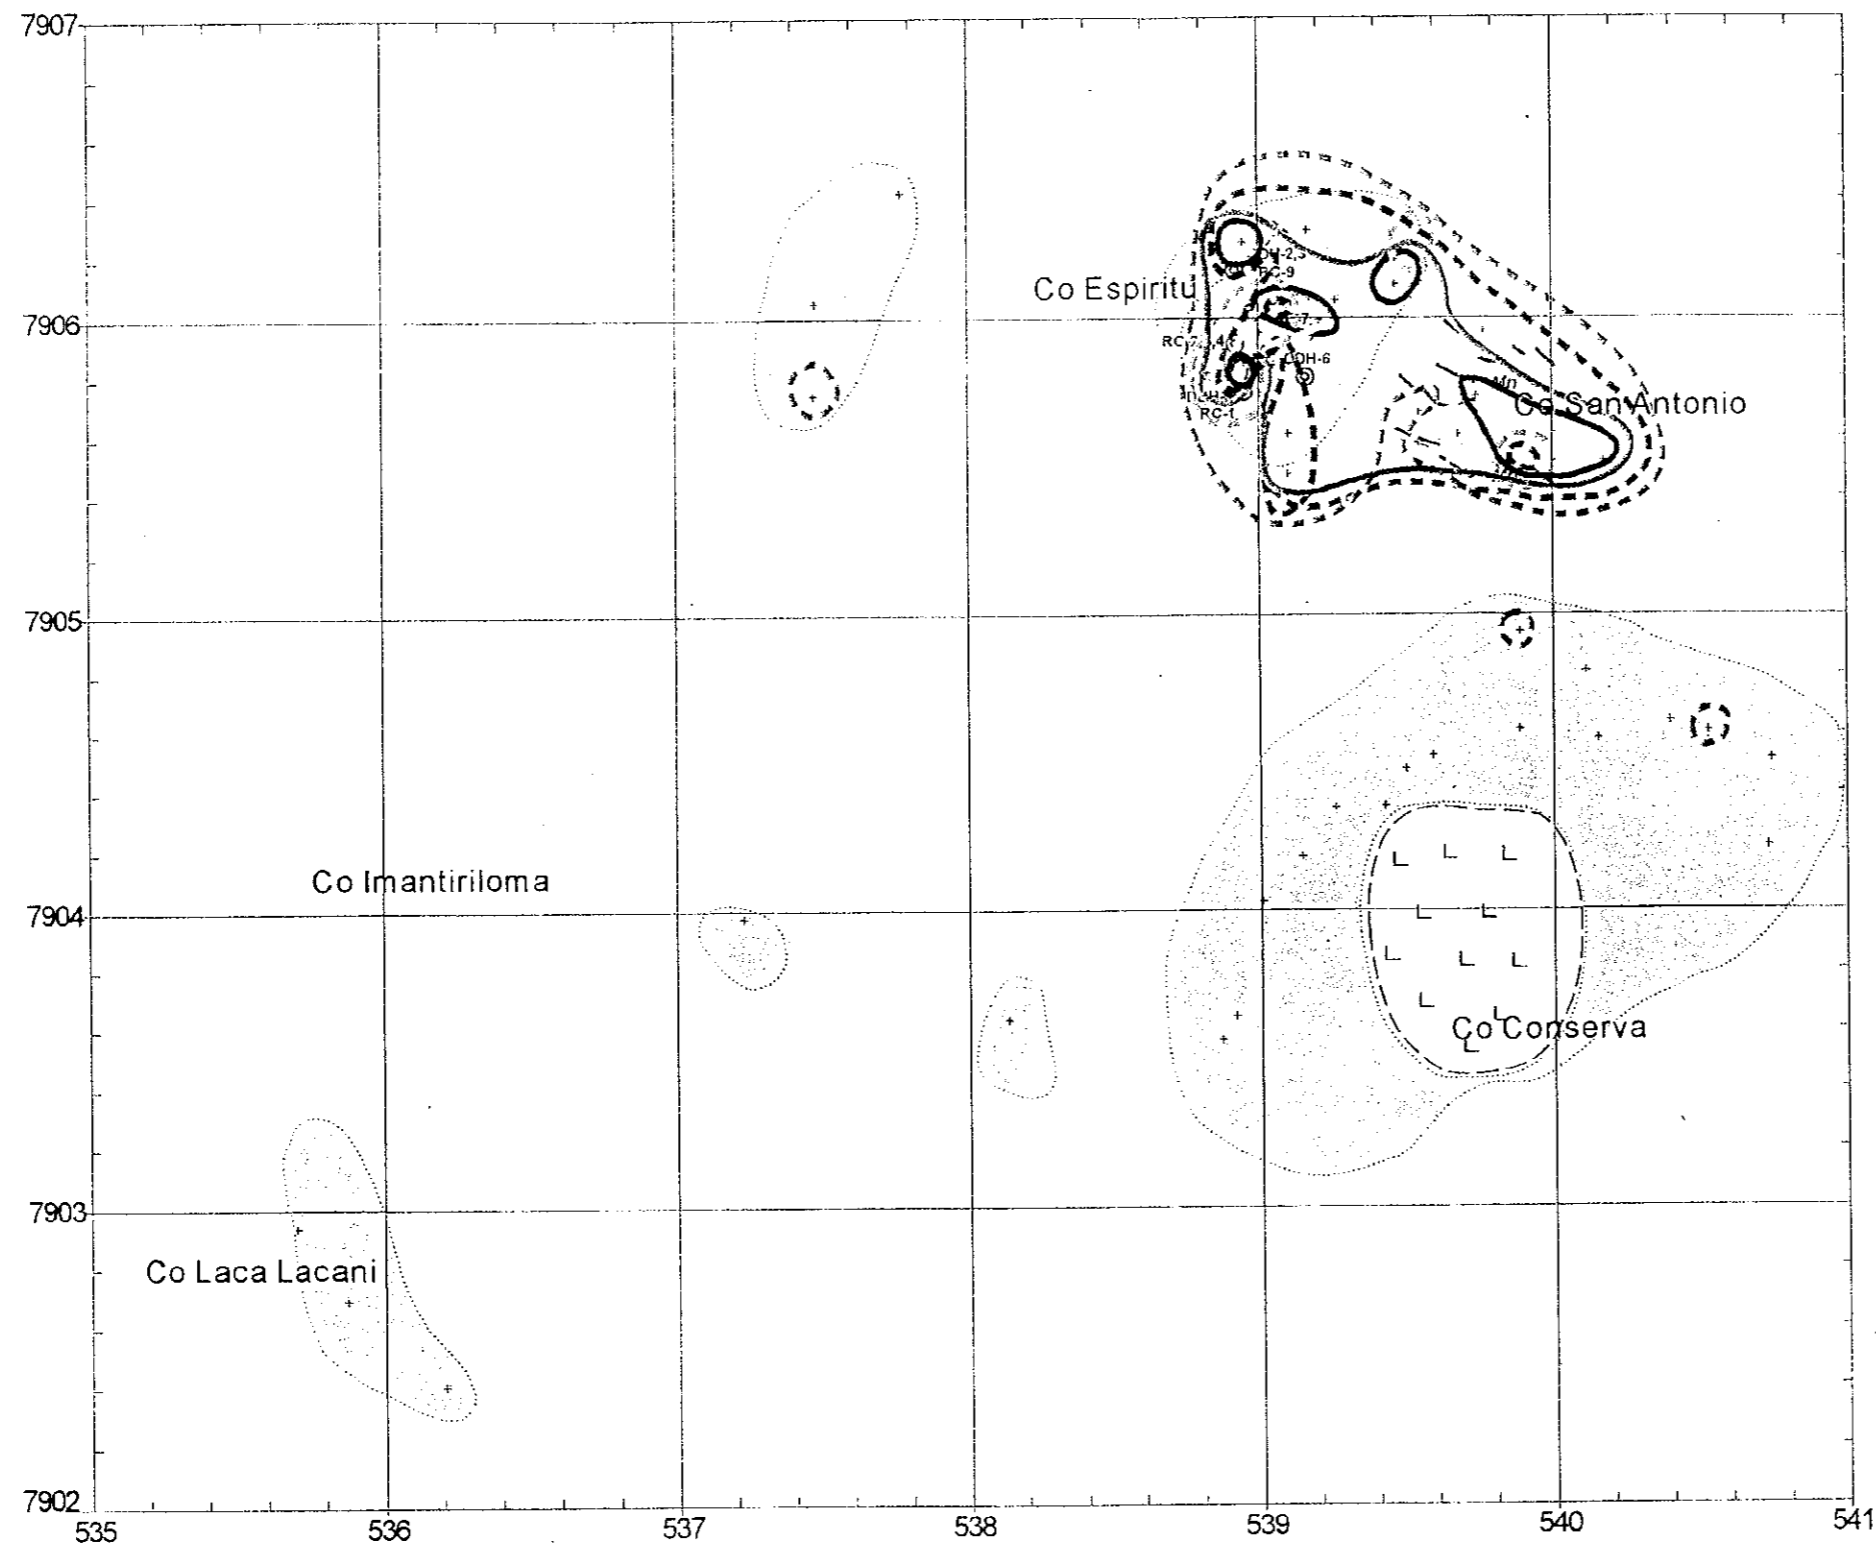 7907
Co Espiritu
RC-9
7906
DDH-6
RC-1
Co San Antonio
7905
Co Imantiriloma
7904
L L L
L L
L L L
L L
Co Conserva
L
7903
Co Laca Lacani
7902
535 536 537 538 539 540 541